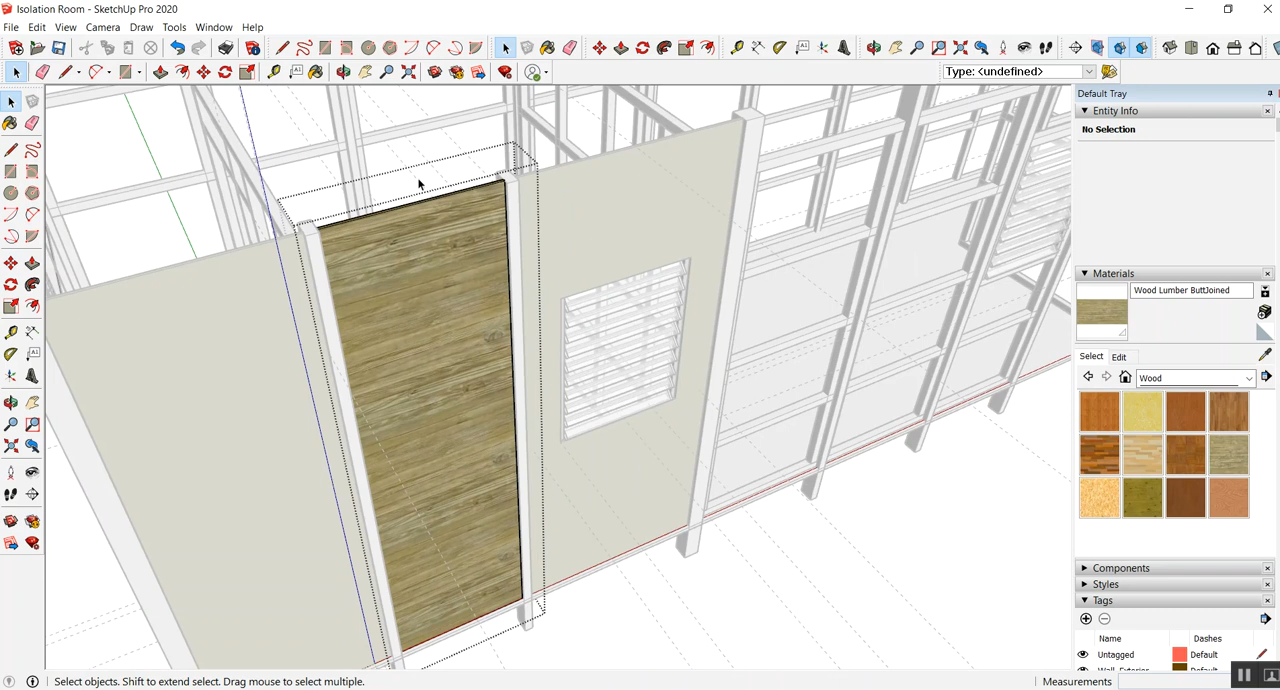 Isolation Room - SketchUp Pro 2020
File Edit View Camera Draw Tools Window Help
Type: <undefined>
Default Tray
Entity Info
No Selection
Materials
Wood Lumber ButtJoined
Select Edit
Wood
Components
Styles
Tags
Name Dashes
Untagged Default
Select objects. Shift to extend select. Drag mouse to select multiple.
Measurements